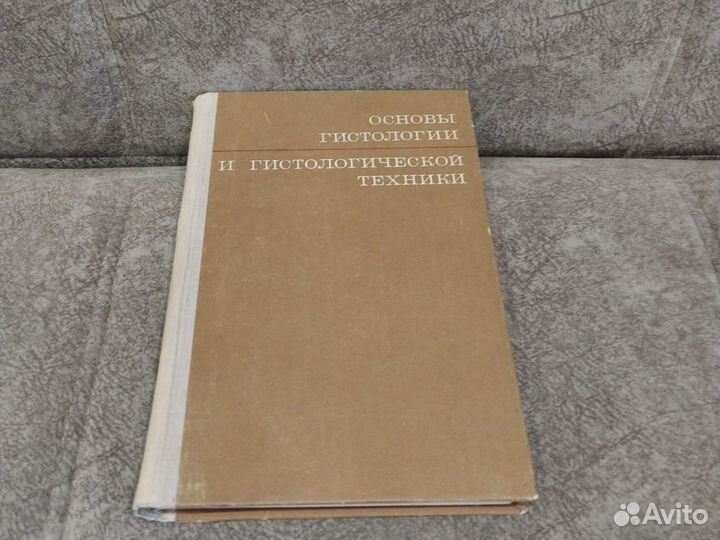 ОСНОВЫ
ГИСТОЛОГИИ
И ГИСТОЛОГИЧЕСКОЙ
ТЕХНИКИ
Avito